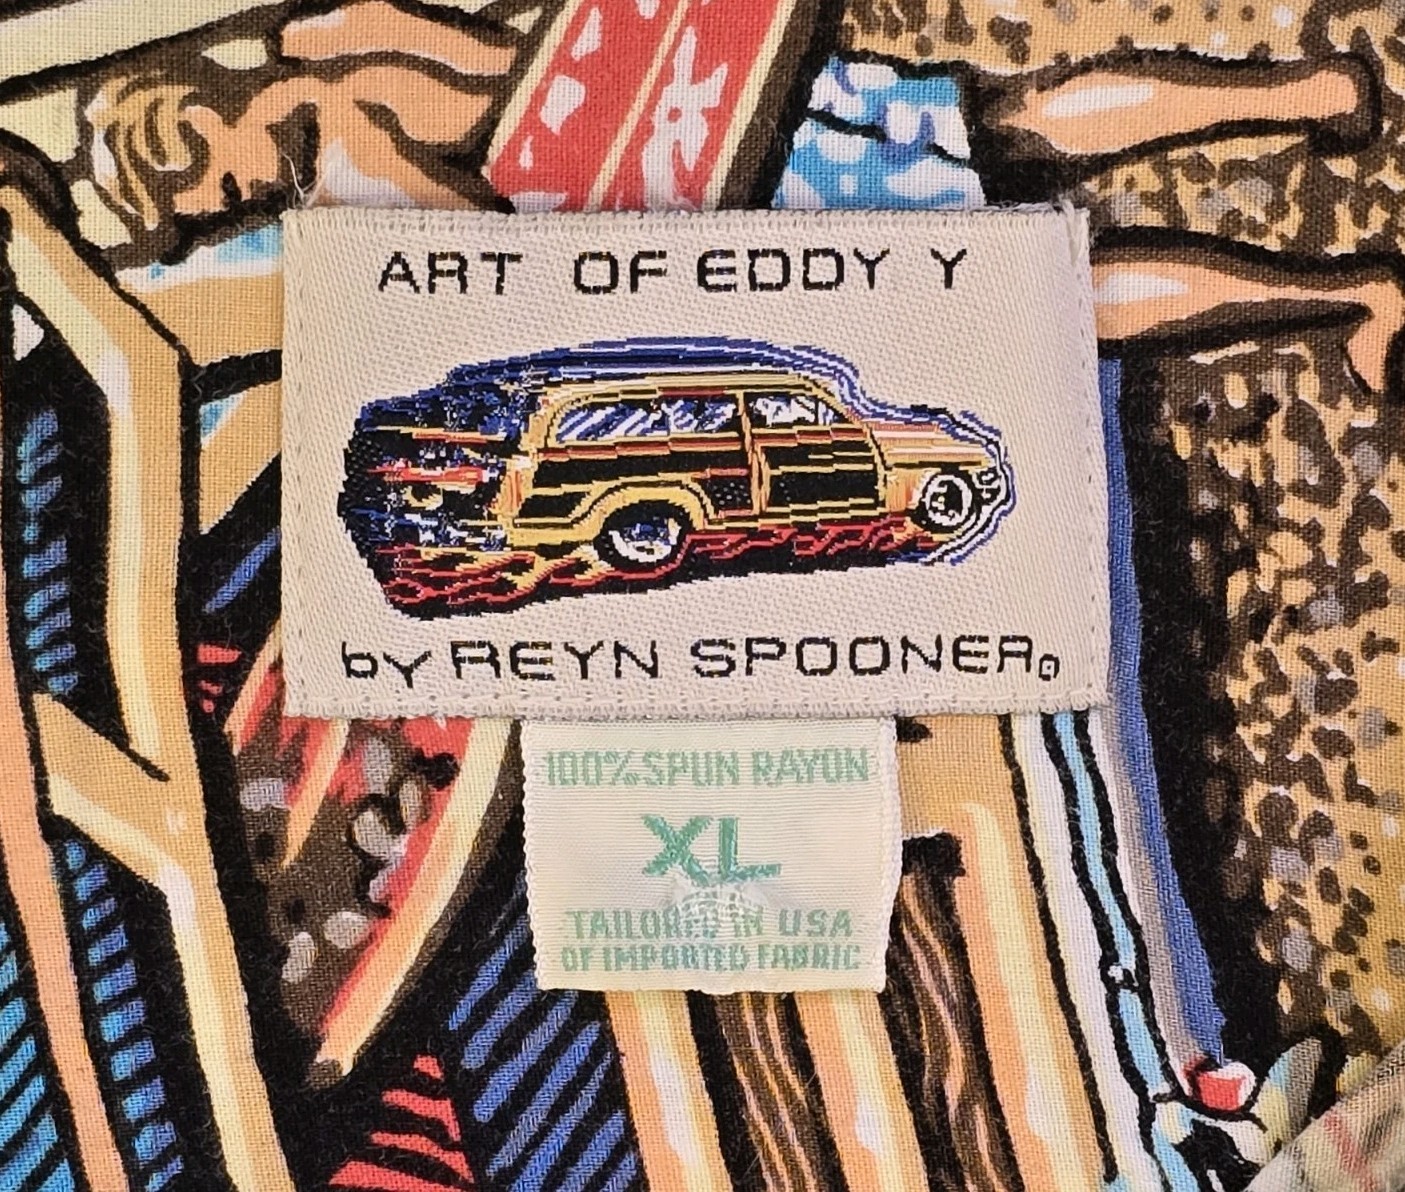 ART OF EDDY Y
by REYN SPOONER®
100% SPUN RAYON
XL
TAILORED IN USA
OF IMPORTED FABRIC